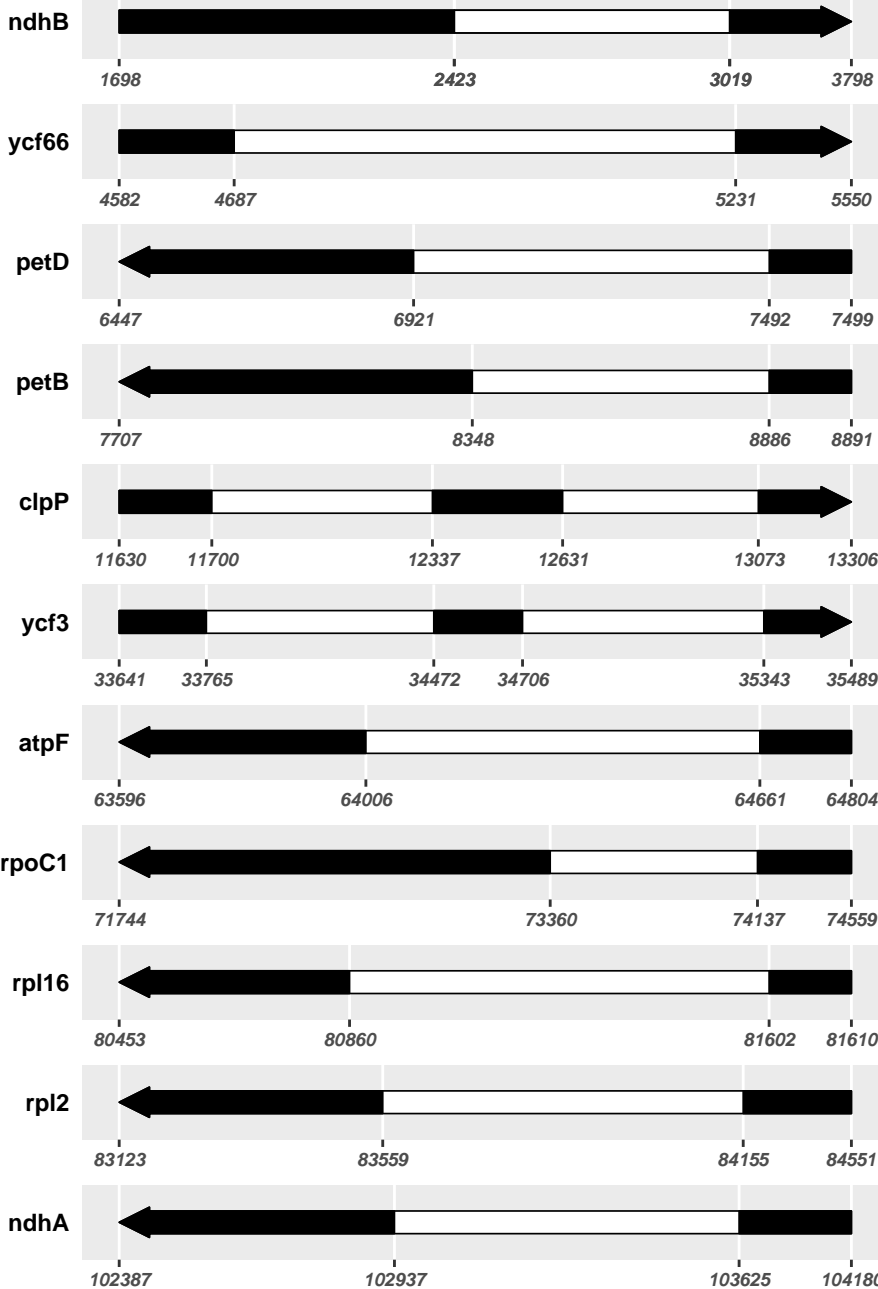 ndhB
1698 2423 3019 3798
ycf66
4582 4687 5231 5550
petD
6447 6921 7492 7499
petB
7707 8348 8886 8891
clpP
11630 11700 12337 12631 13073 13306
ycf3
33641 33765 34472 34706 35343 35489
atpF
63596 64006 64661 64804
rpoC1
71744 73360 74137 74559
rpl16
80453 80860 81602 81610
rpl2
83123 83559 84155 84551
ndhA
102387 102937 103625 104180